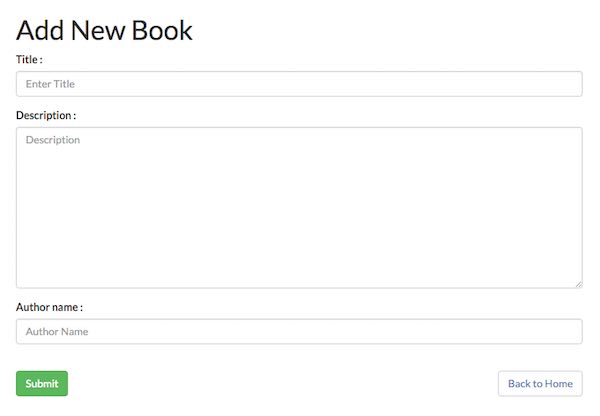 Add New Book
Title :
Enter Title
Description :
Description
Author name :
Author Name
Submit Back to Home